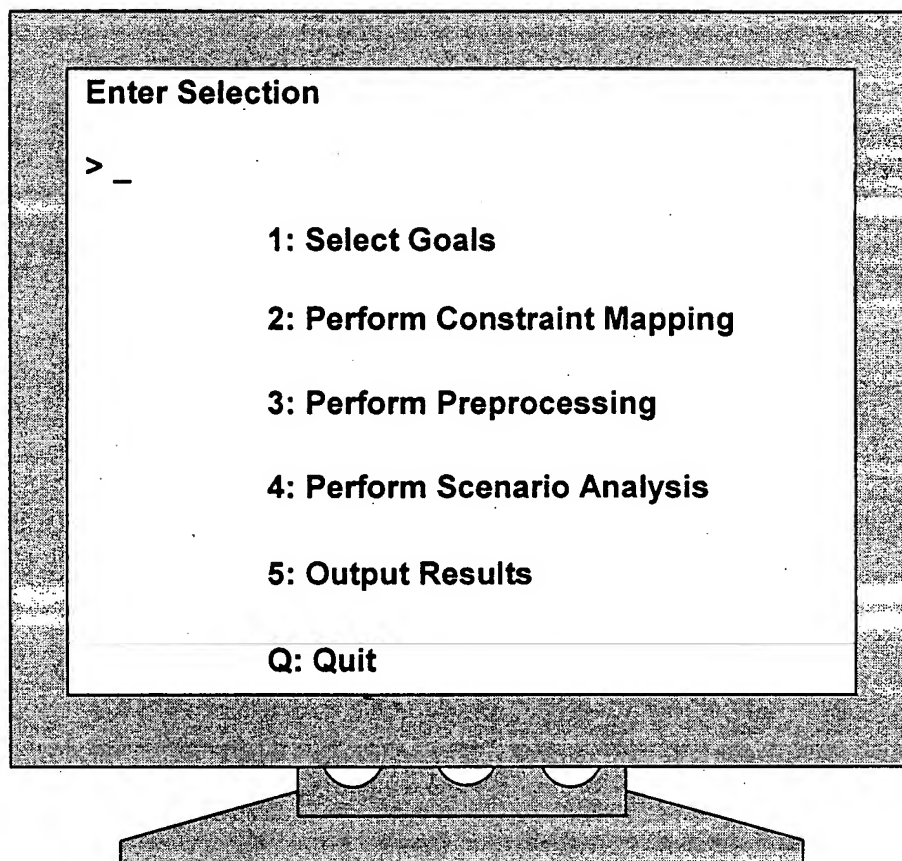 Enter Selection
> _
1: Select Goals
2: Perform Constraint Mapping
3: Perform Preprocessing
4: Perform Scenario Analysis
5: Output Results
Q: Quit